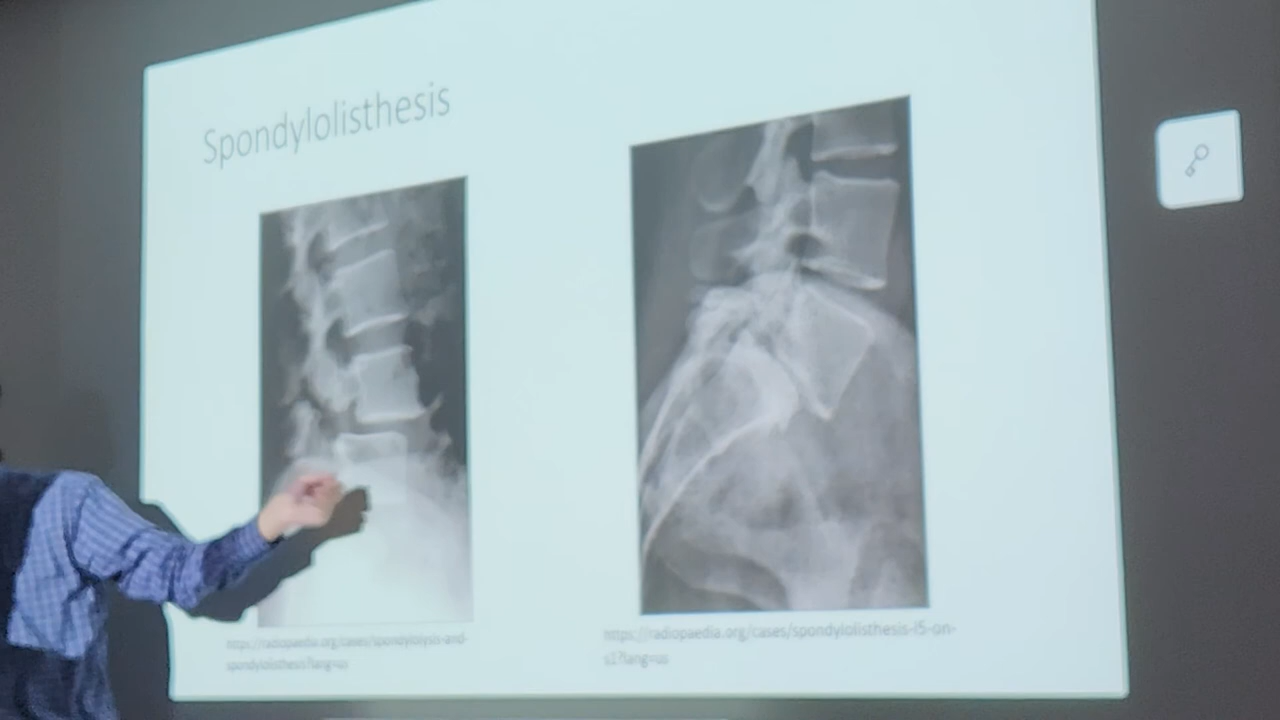 Spondylolisthesis
https://radiopaedia.org/cases/spondylolysis-and-
spondylolisthesis?lang=us
https://radiopaedia.org/cases/spondylolisthesis-l5-on-
s1?lang=us